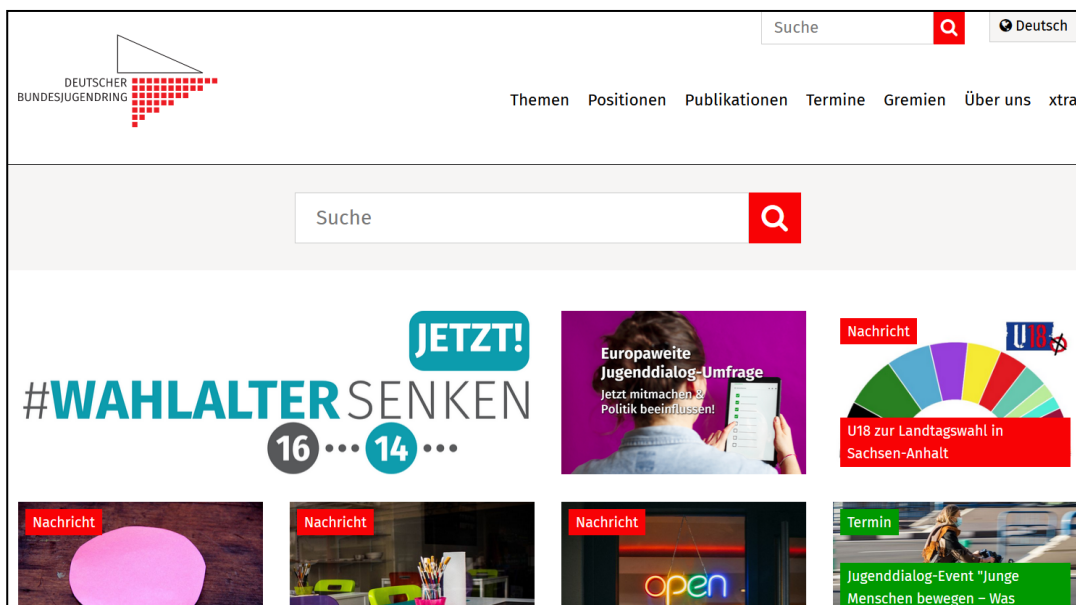 Suche
Deutsch
DEUTSCHER
BUNDESJUGENDRING
Themen Positionen Publikationen Termine Gremien Über uns xtra
Suche
JETZT!
#WAHLALTERSENKEN
16 ••• 14 •••
Europaweite
Jugenddialog-Umfrage
Jetzt mitmachen &
Politik beeinflussen!
Nachricht
U18
U18 zur Landtagswahl in
Sachsen-Anhalt
Nachricht
Nachricht
Nachricht
open
Termin
Jugenddialog-Event "Junge
Menschen bewegen – Was